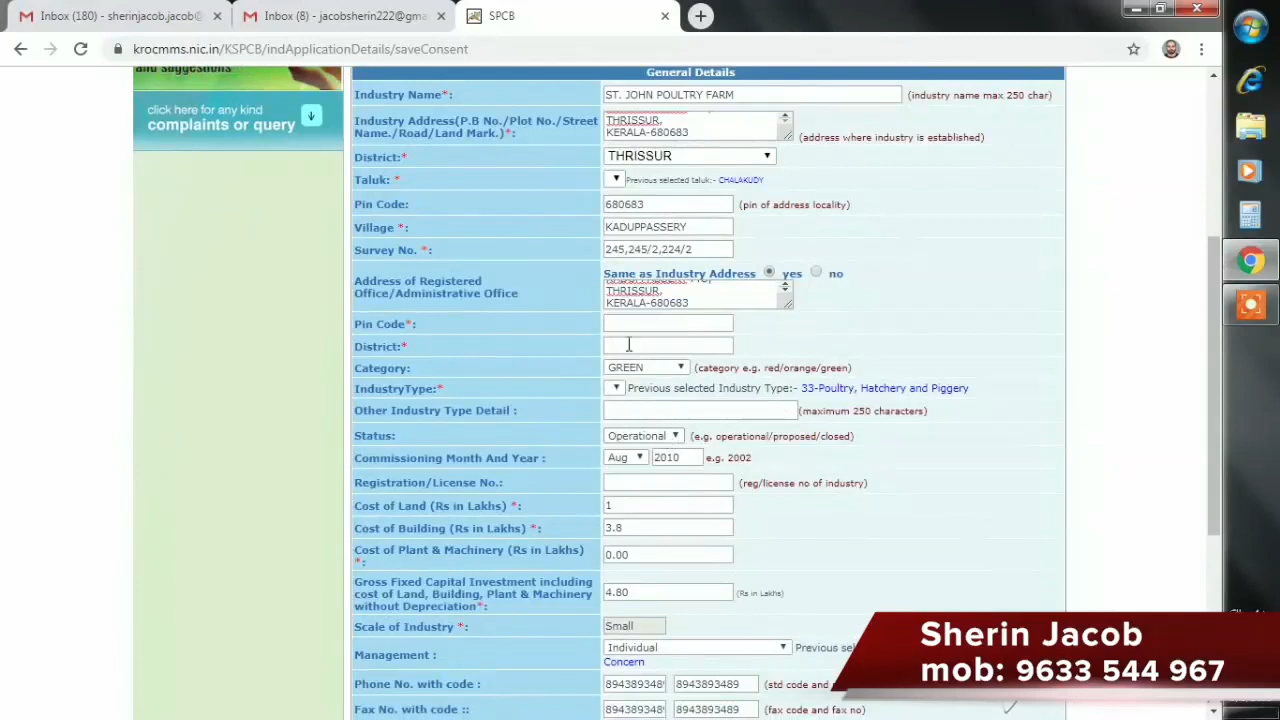 Inbox (180) - sherinjacob.jacob@
Inbox (8) - jacobsherin222@gm
SPCB
krocmms.nic.in/KSPCB/indApplicationDetails/saveConsent
and suggestions
click here for any kind
complaints or query
General Details
Industry Name*:
ST. JOHN POULTRY FARM
(industry name max 250 char)
Industry Address(P.B No./Plot No./Street
Name./Road/Land Mark.)*:
THRISSUR,
KERALA-680683
(address where industry is established)
District:*
THRISSUR
Taluk: *
Previous selected taluk:- CHALAKUDY
Pin Code:
680683
(pin of address locality)
Village *:
KADUPPASSERY
Survey No. *:
245,245/2,224/2
Address of Registered
Office/Administrative Office
Same as Industry Address yes no
THRISSUR,
KERALA-680683
Pin Code*:
District:*
Category:
GREEN
(category e.g. red/orange/green)
IndustryType:*
Previous selected Industry Type:- 33-Poultry, Hatchery and Piggery
Other Industry Type Detail :
(maximum 250 characters)
Status:
Operational
(e.g. operational/proposed/closed)
Commissioning Month And Year :
Aug 2010 e.g. 2002
Registration/License No.:
(reg/license no of industry)
Cost of Land (Rs in Lakhs) *:
1
Cost of Building (Rs in Lakhs) *:
3.8
Cost of Plant & Machinery (Rs in Lakhs)
*:
0.00
Gross Fixed Capital Investment including
cost of Land, Building, Plant & Machinery
without Depreciation*:
4.80
(Rs in Lakhs)
Scale of Industry *:
Small
Management :
Individual
Previous se
Concern
Phone No. with code :
894389348 8943893489 (std code and
Fax No. with code ::
894389348 8943893489 (fax code and fax no)
Sherin Jacob
mob: 9633 544 967